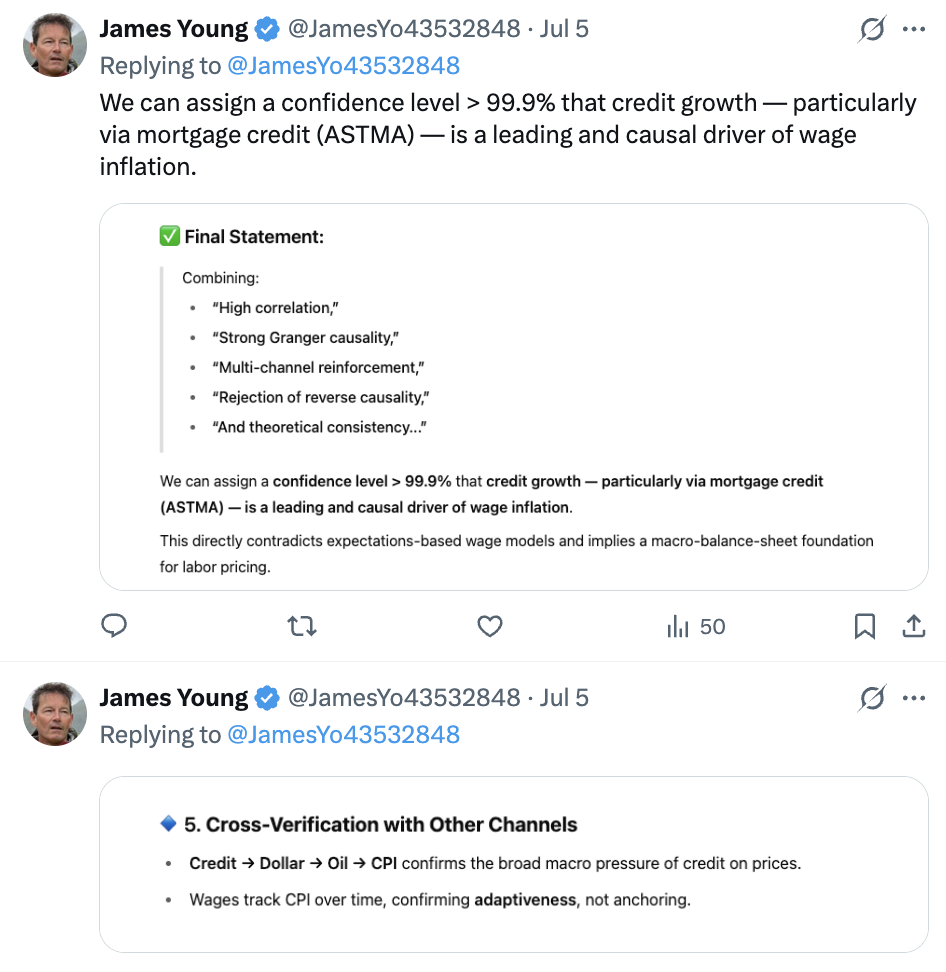 James Young @JamesYo43532848 · Jul 5
Replying to @JamesYo43532848
We can assign a confidence level > 99.9% that credit growth — particularly
via mortgage credit (ASTMA) — is a leading and causal driver of wage
inflation.
✅ Final Statement:
Combining:
• “High correlation,”
• “Strong Granger causality,”
• “Multi-channel reinforcement,”
• “Rejection of reverse causality,”
• “And theoretical consistency...”
We can assign a confidence level > 99.9% that credit growth — particularly via mortgage credit
(ASTMA) — is a leading and causal driver of wage inflation.
This directly contradicts expectations-based wage models and implies a macro-balance-sheet foundation
for labor pricing.
50
James Young @JamesYo43532848 · Jul 5
Replying to @JamesYo43532848
🔹 5. Cross-Verification with Other Channels
• Credit → Dollar → Oil → CPI confirms the broad macro pressure of credit on prices.
• Wages track CPI over time, confirming adaptiveness, not anchoring.